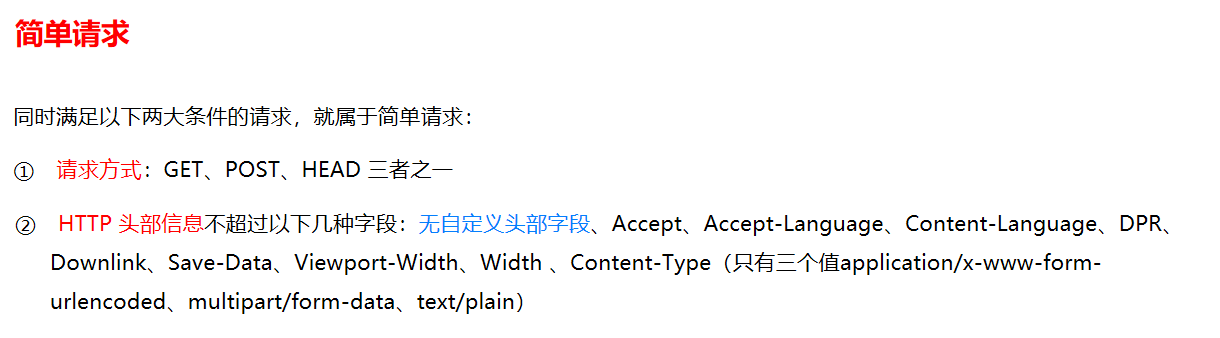 简单请求
同时满足以下两大条件的请求，就属于简单请求：
① 请求方式：GET、POST、HEAD 三者之一
② HTTP 头部信息不超过以下几种字段：无自定义头部字段、Accept、Accept-Language、Content-Language、DPR、
Downlink、Save-Data、Viewport-Width、Width 、Content-Type（只有三个值application/x-www-form-
urlencoded、multipart/form-data、text/plain）